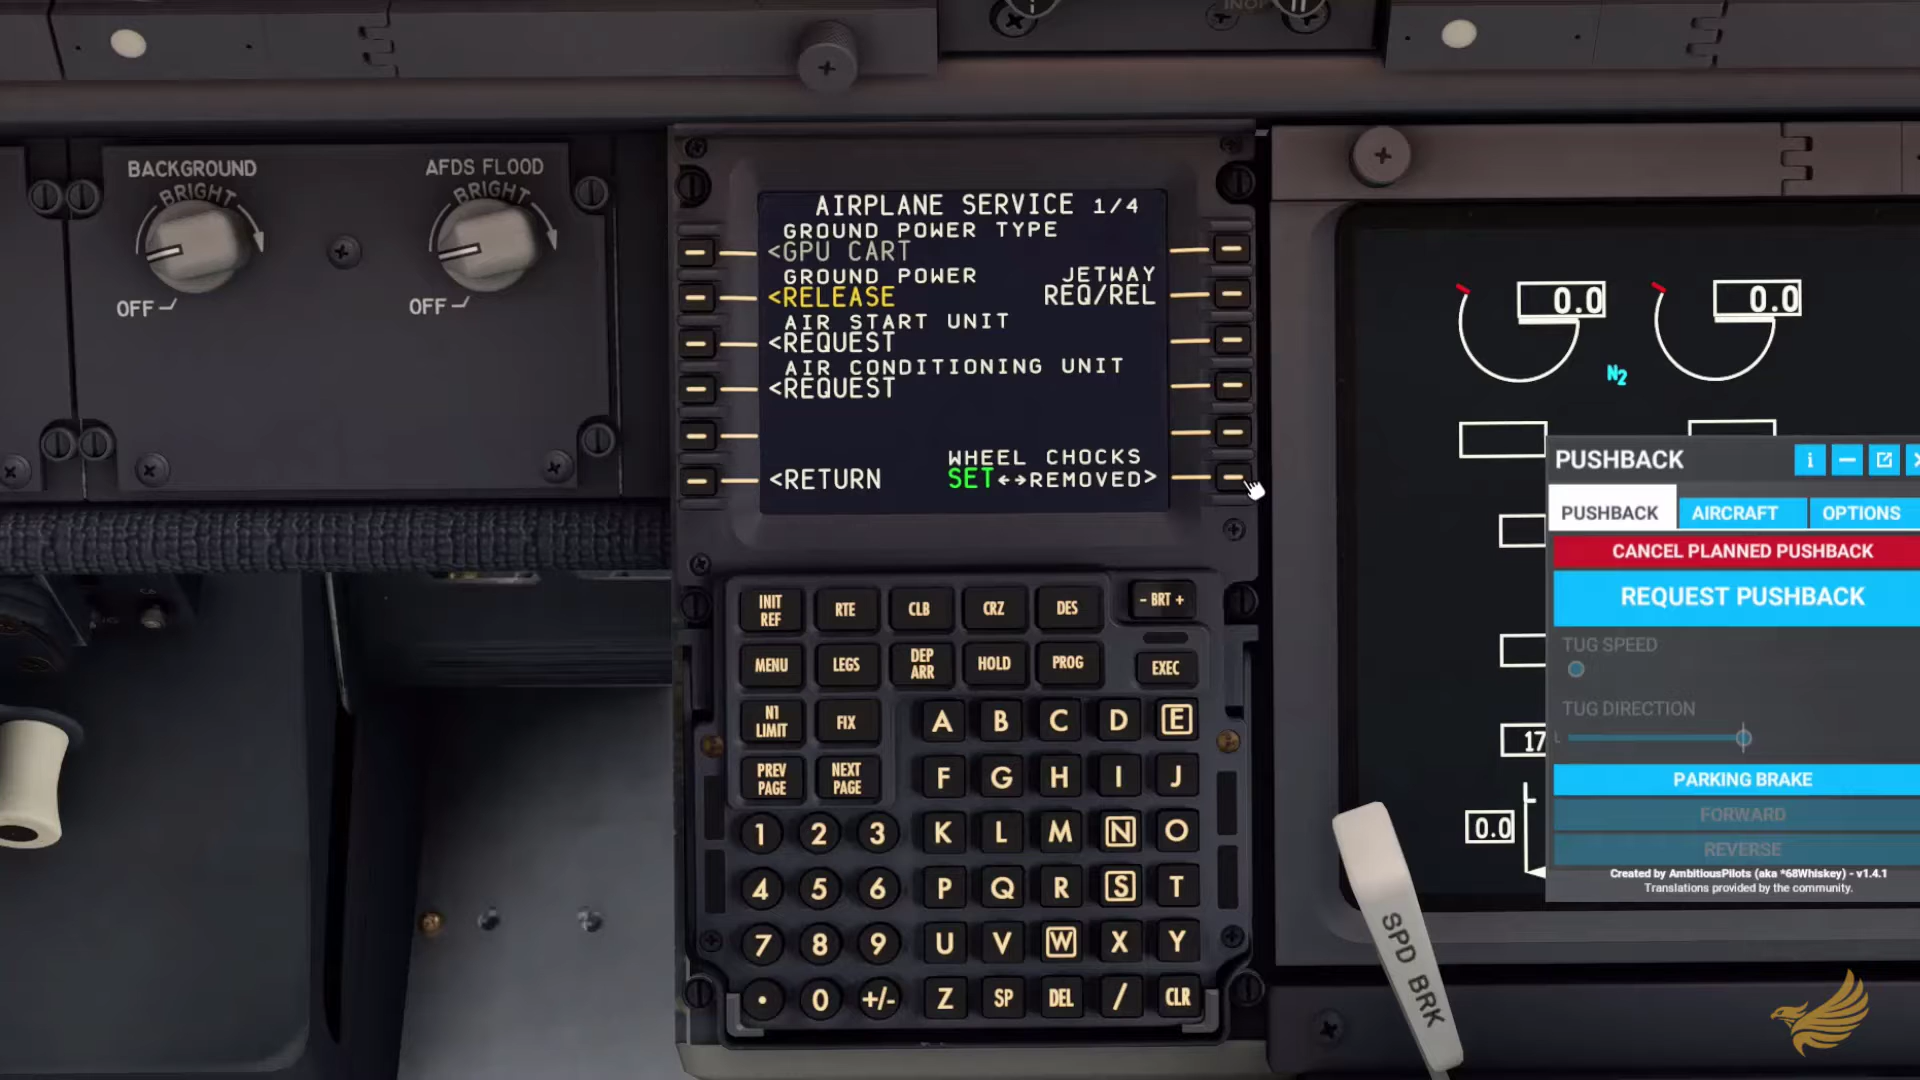 INOP
BACKGROUND
BRIGHT
OFF
AFDS FLOOD
BRIGHT
OFF
AIRPLANE SERVICE 1/4
GROUND POWER TYPE
<GPU CART
GROUND POWER JETWAY
<RELEASE REQ/REL
AIR START UNIT
<REQUEST
AIR CONDITIONING UNIT
<REQUEST
WHEEL CHOCKS
<RETURN SET↔REMOVED>
INIT REF RTE CLB CRZ DES - BRT +
MENU LEGS DEP ARR HOLD PROG EXEC
N1 LIMIT FIX A B C D E
PREV PAGE NEXT PAGE F G H I J
1 2 3 K L M N O
4 5 6 P Q R S T
7 8 9 U V W X Y
. 0 +/- Z SP DEL / CLR
0.0 0.0
N2
17
0.0
PUSHBACK
PUSHBACK AIRCRAFT OPTIONS
CANCEL PLANNED PUSHBACK
REQUEST PUSHBACK
TUG SPEED
TUG DIRECTION
L
PARKING BRAKE
FORWARD
REVERSE
Created by AmbitiousPilots (aka *68Whiskey) - v1.4.1
Translations provided by the community.
SPD BRK